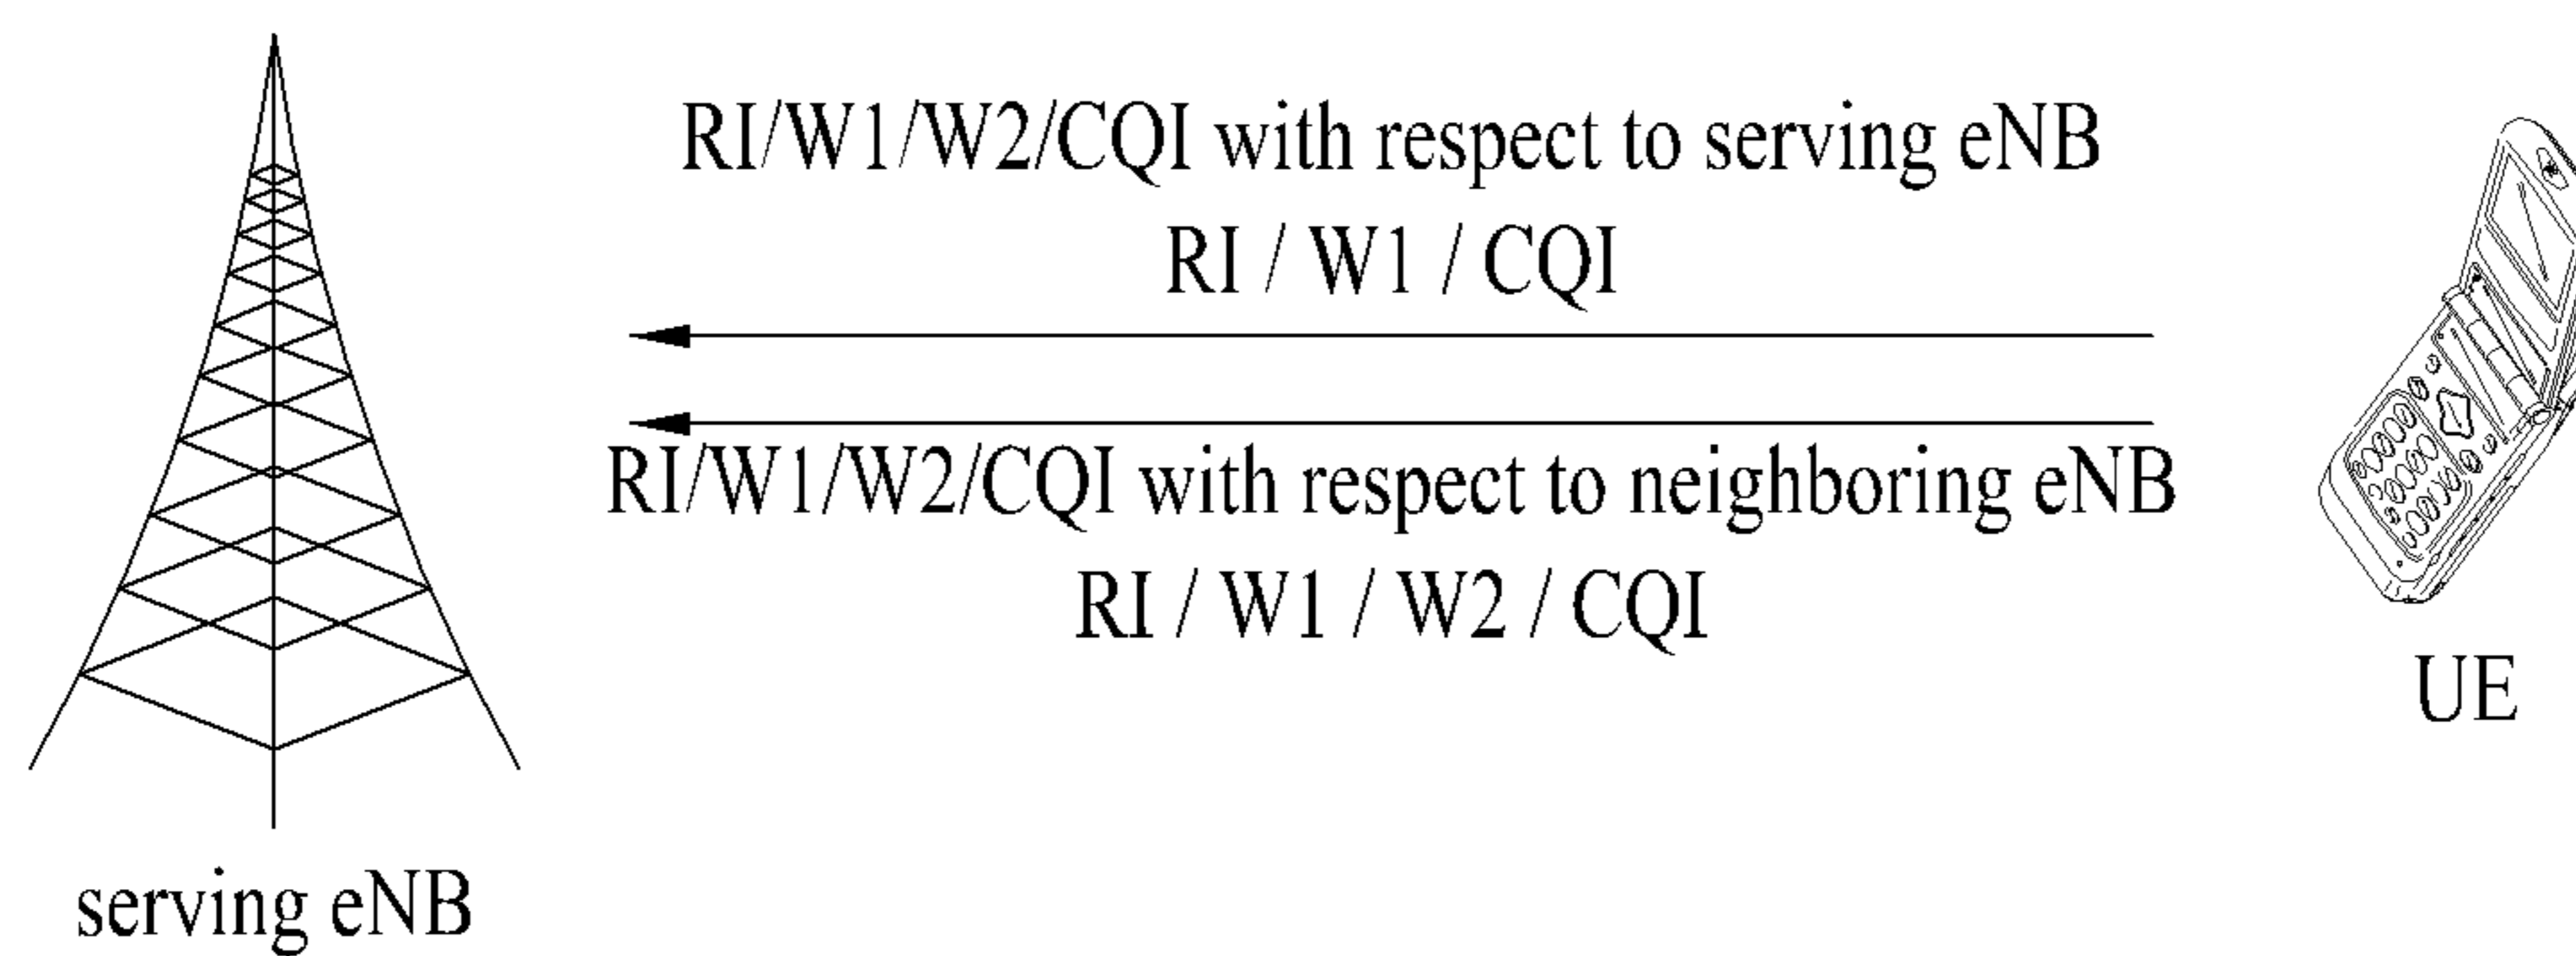 RI/W1/W2/CQI with respect to serving eNB
RI / W1 / CQI
RI/W1/W2/CQI with respect to neighboring eNB
RI / W1 / W2 / CQI
UE
serving eNB